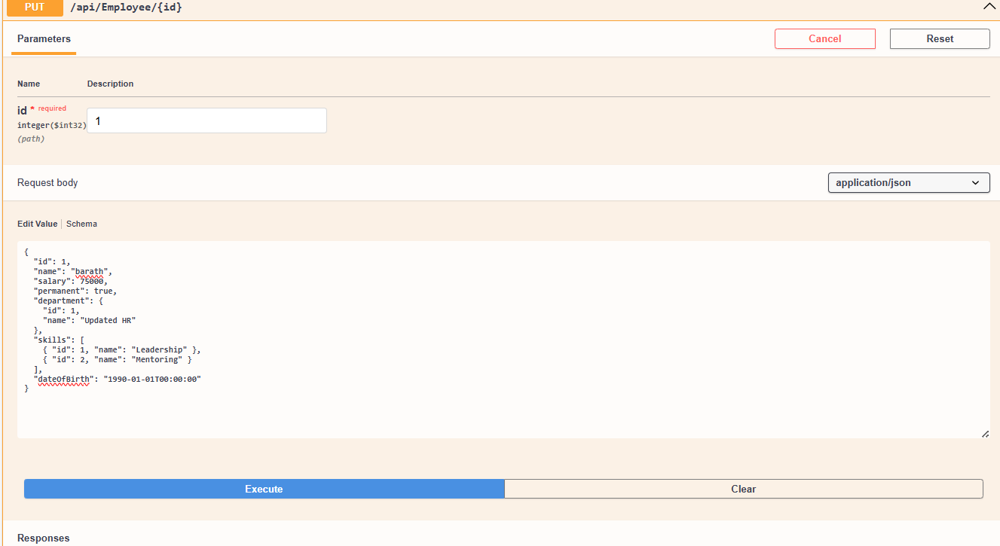 PUT /api/Employee/{id}
Parameters Cancel Reset
Name Description
id * required
integer($int32) 1
(path)
Request body application/json
Edit Value Schema
{
  "id": 1,
  "name": "barath",
  "salary": 75000,
  "permanent": true,
  "department": {
    "id": 1,
    "name": "Updated HR"
  },
  "skills": [
    { "id": 1, "name": "Leadership" },
    { "id": 2, "name": "Mentoring" }
  ],
  "dateOfBirth": "1990-01-01T00:00:00"
}
Execute Clear
Responses